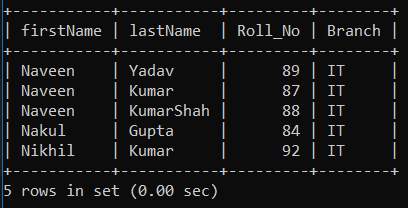 +-----------+-----------+---------+--------+
| firstName | lastName  | Roll_No | Branch |
+-----------+-----------+---------+--------+
| Naveen    | Yadav     |      89 | IT     |
| Naveen    | Kumar     |      87 | IT     |
| Naveen    | KumarShah |      88 | IT     |
| Nakul     | Gupta     |      84 | IT     |
| Nikhil    | Kumar     |      92 | IT     |
+-----------+-----------+---------+--------+
5 rows in set (0.00 sec)